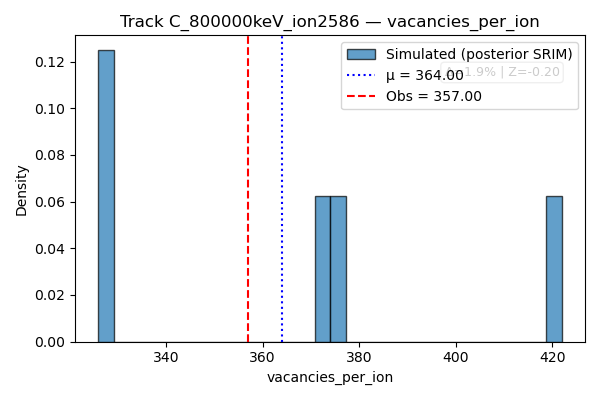 Track C_800000keV_ion2586 — vacancies_per_ion
Simulated (posterior SRIM)
μ = 364.00
Obs = 357.00
1.9% | Z=-0.20
0.12
0.10
0.08
0.06
0.04
0.02
0.00
Density
340
360
380
400
420
vacancies_per_ion